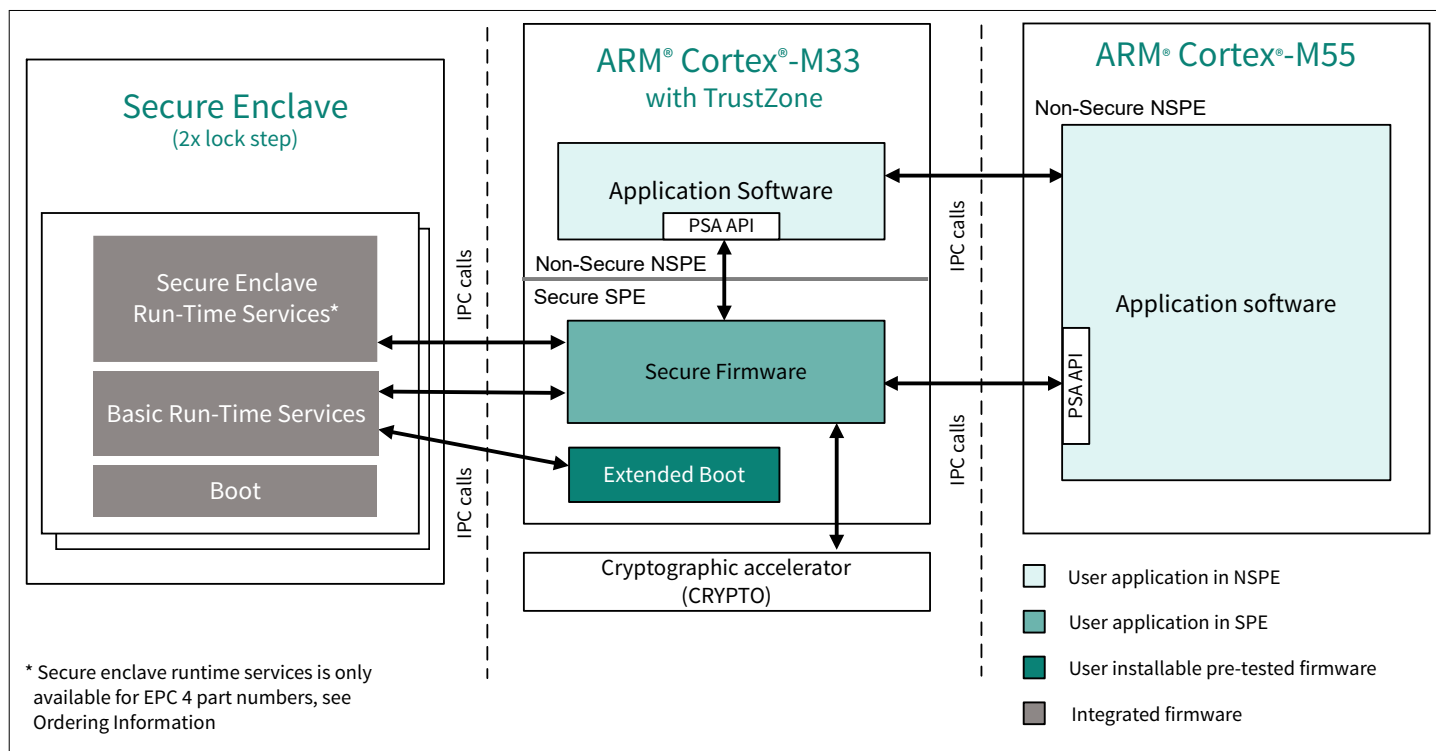 Secure Enclave
(2x lock step)
Secure Enclave
Run-Time Services*
Basic Run-Time Services
Boot
* Secure enclave runtime services is only
available for EPC 4 part numbers, see
Ordering Information
IPC calls
IPC calls
ARM® Cortex®-M33
with TrustZone
Application Software
PSA API
Non-Secure NSPE
Secure SPE
Secure Firmware
Extended Boot
Cryptographic accelerator
(CRYPTO)
IPC calls
IPC calls
ARM® Cortex®-M55
Non-Secure NSPE
Application software
PSA API
User application in NSPE
User application in SPE
User installable pre-tested firmware
Integrated firmware